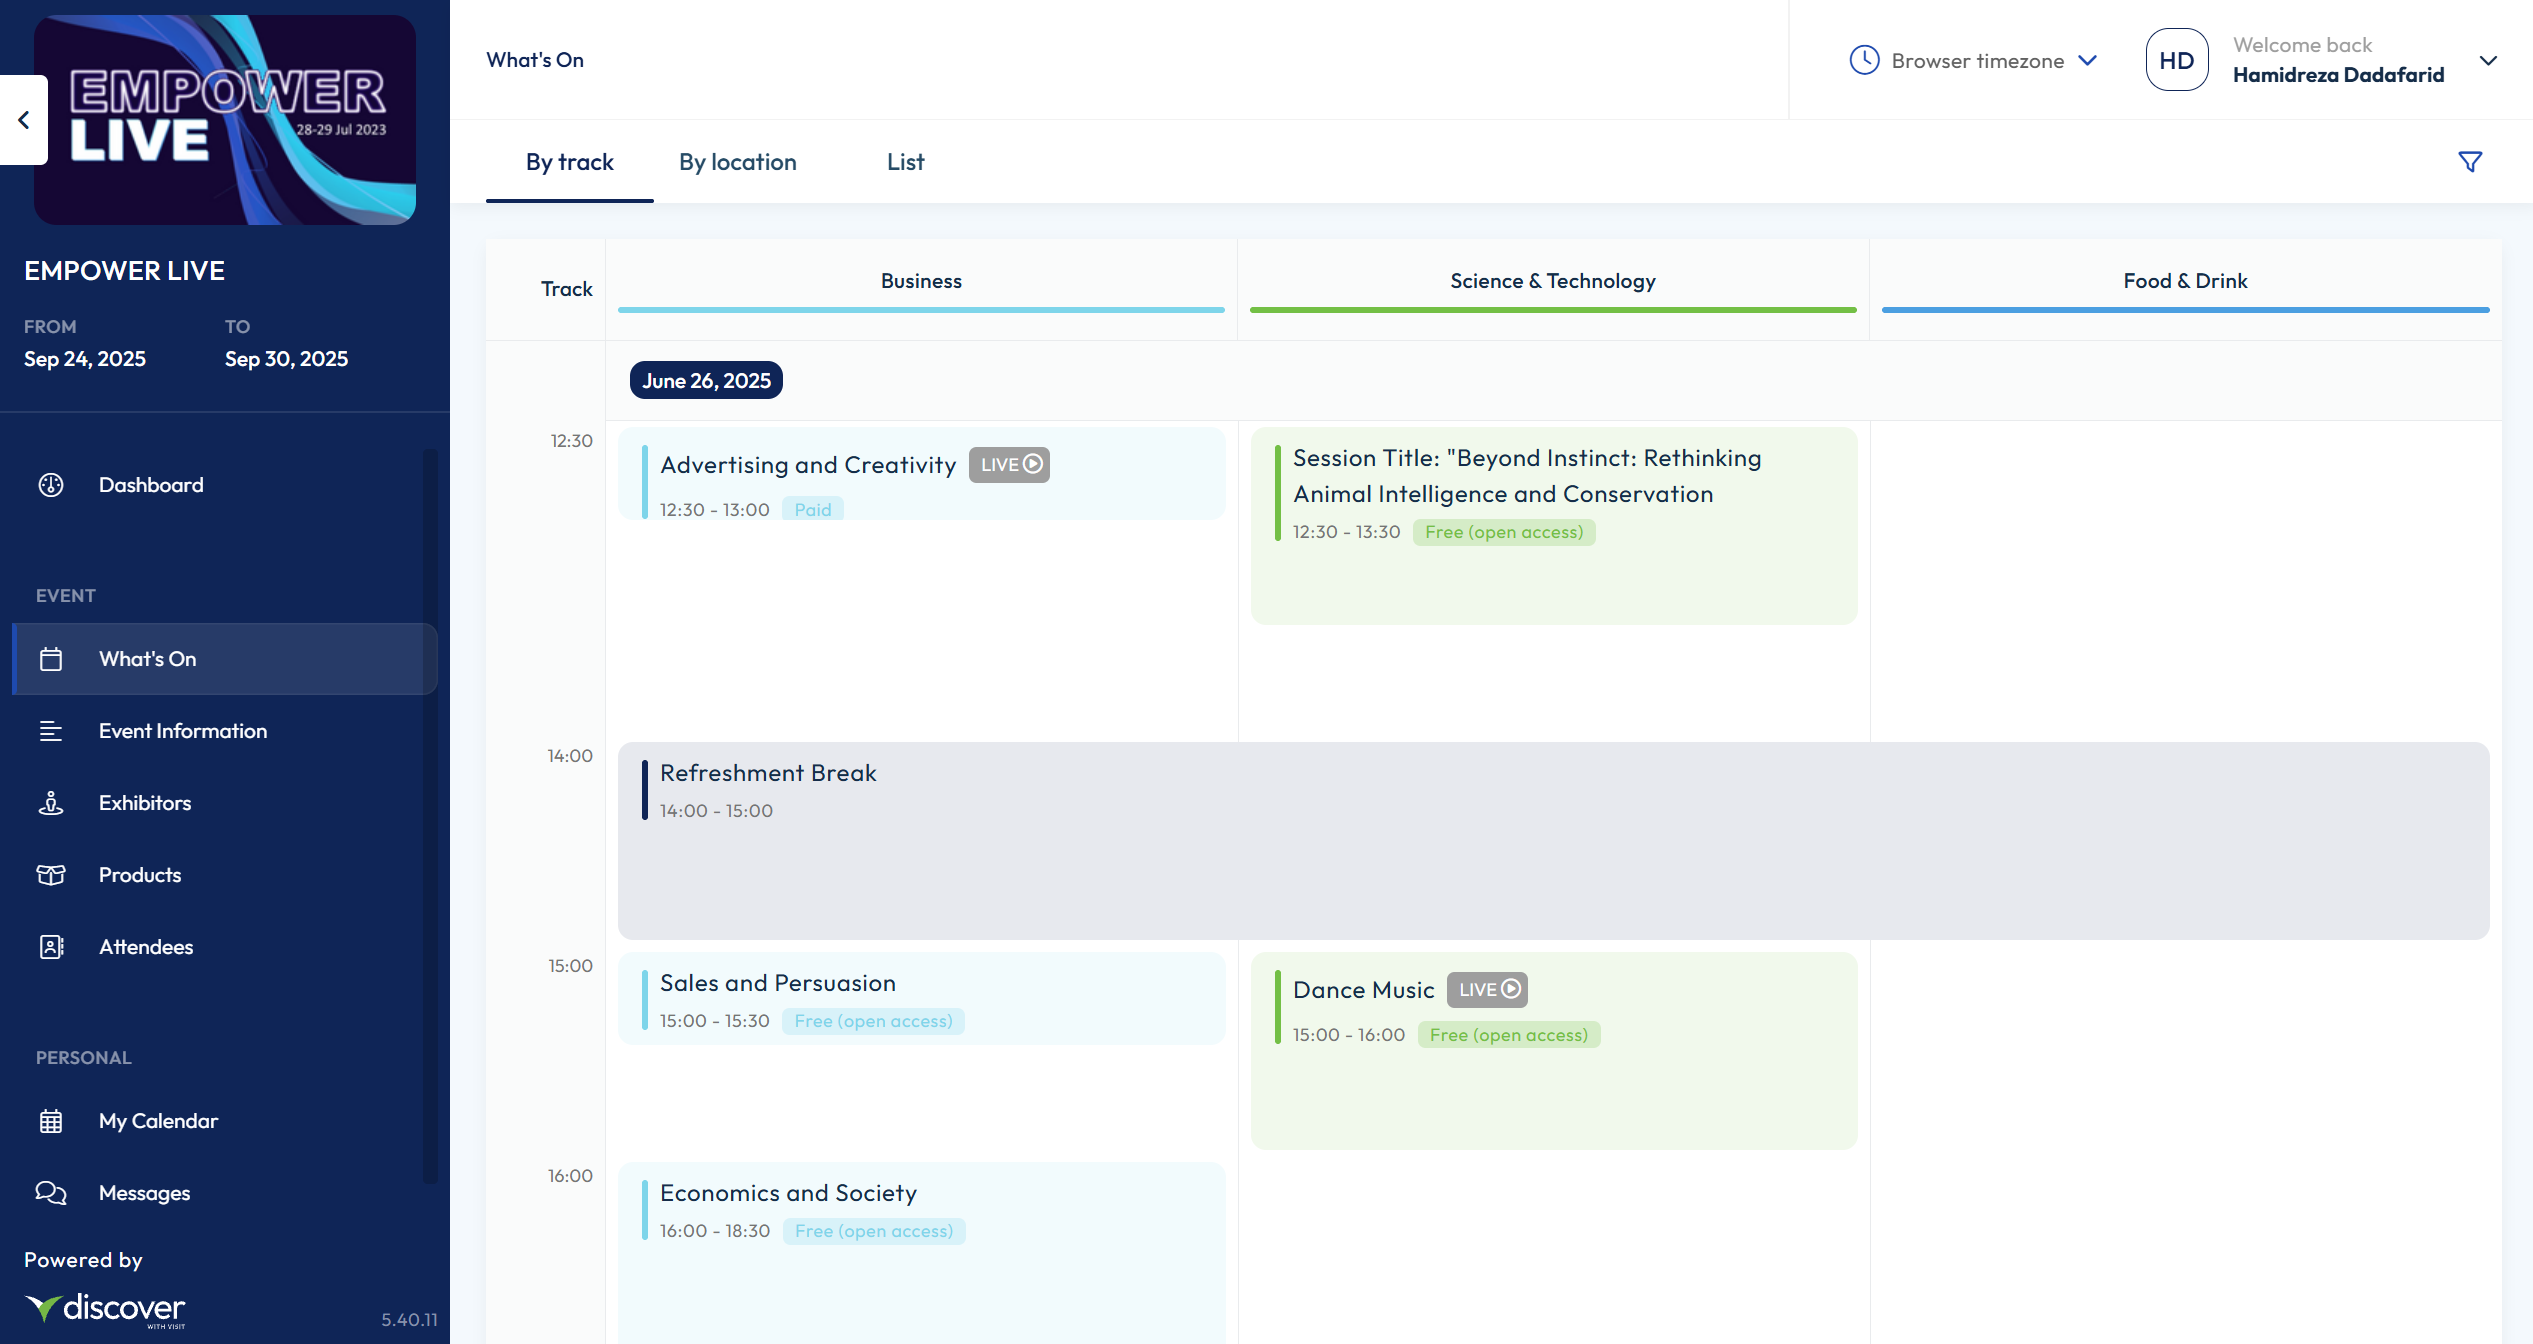 EMPOWER
LIVE
28-29 Jul 2023
EMPOWER LIVE
FROM
TO
Sep 24, 2025
Sep 30, 2025
Dashboard
EVENT
What's On
Event Information
Exhibitors
Products
Attendees
PERSONAL
My Calendar
Messages
Powered by
discover
WITH VISIT
5.40.11
What's On
Browser timezone
HD
Welcome back
Hamidreza Dadafarid
By track
By location
List
Track
Business
Science & Technology
Food & Drink
June 26, 2025
12:30
Advertising and Creativity
LIVE
12:30 - 13:00
Paid
Session Title: "Beyond Instinct: Rethinking
Animal Intelligence and Conservation
12:30 - 13:30
Free (open access)
14:00
Refreshment Break
14:00 - 15:00
15:00
Sales and Persuasion
15:00 - 15:30
Free (open access)
Dance Music
LIVE
15:00 - 16:00
Free (open access)
16:00
Economics and Society
16:00 - 18:30
Free (open access)